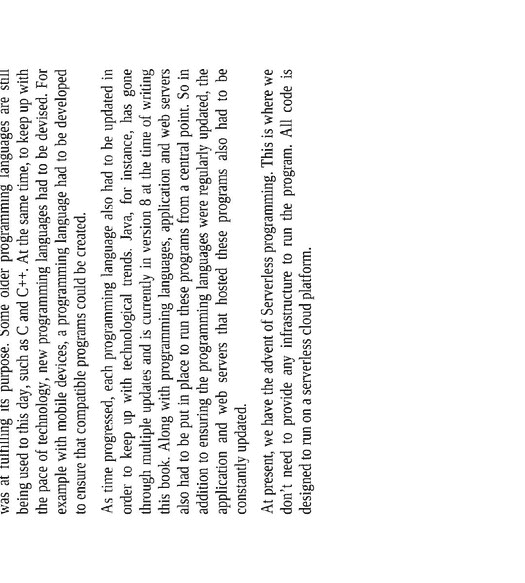 was at fulfilling its purpose. Some older programming languages are still
being used to this day, such as C and C++. At the same time, to keep up with
the pace of technology, new programming languages had to be devised. For
example with mobile devices, a programming language had to be developed
to ensure that compatible programs could be created.
As time progressed, each programming language also had to be updated in
order to keep up with technological trends. Java, for instance, has gone
through multiple updates and is currently in version 8 at the time of writing
this book. Along with programming languages, application and web servers
also had to be put in place to run these programs from a central point. So in
addition to ensuring the programming languages were regularly updated, the
application and web servers that hosted these programs also had to be
constantly updated.
At present, we have the advent of Serverless programming. This is where we
don't need to provide any infrastructure to run the program. All code is
designed to run on a serverless cloud platform.